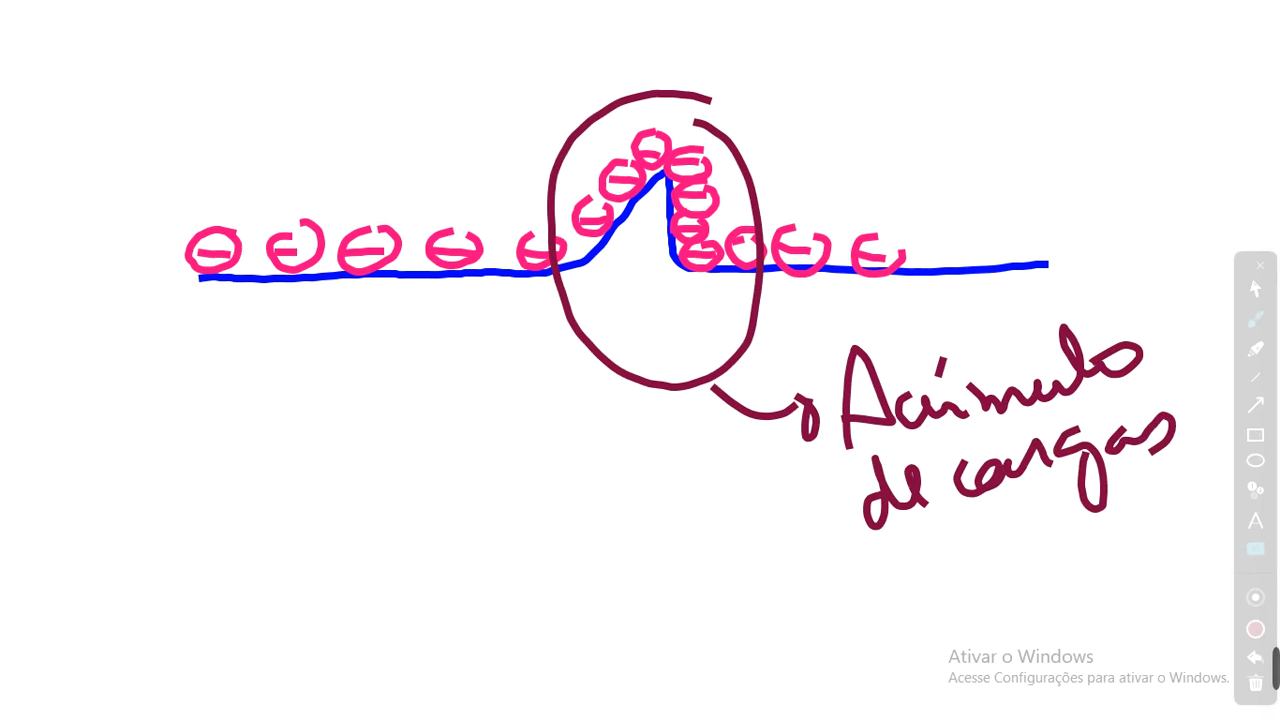 Acúmulo
de cargas
Ativar o Windows
Acesse Configurações para ativar o Windows.